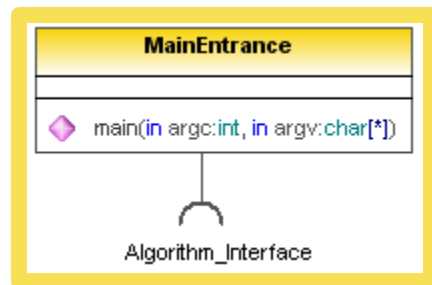 MainEntrance
main(in argc:int, in argv:char[*])
Algorithm_Interface